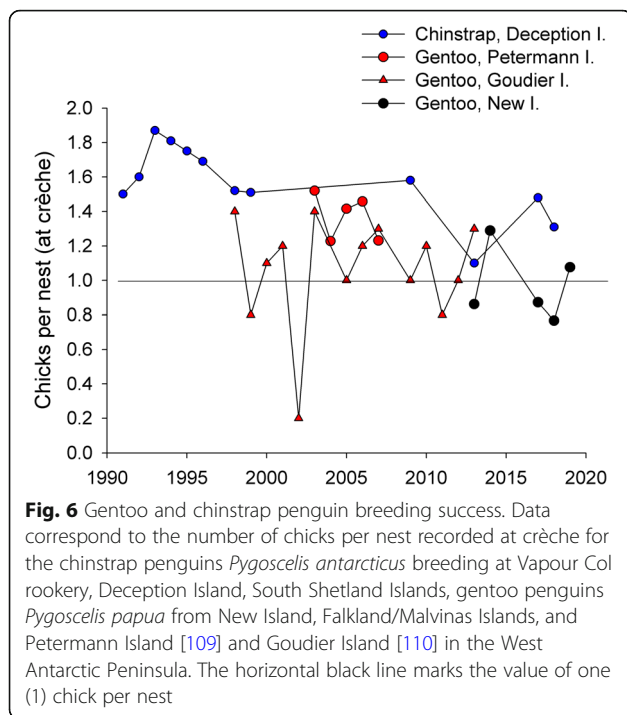 Chinstrap, Deception I.
Gentoo, Petermann I.
Gentoo, Goudier I.
Gentoo, New I.
Chicks per nest (at crèche)
2.0
1.8
1.6
1.4
1.2
1.0
0.8
0.6
0.4
0.2
0.0
1990 1995 2000 2005 2010 2015 2020
Fig. 6 Gentoo and chinstrap penguin breeding success. Data
correspond to the number of chicks per nest recorded at crèche for
the chinstrap penguins Pygoscelis antarcticus breeding at Vapour Col
rookery, Deception Island, South Shetland Islands, gentoo penguins
Pygoscelis papua from New Island, Falkland/Malvinas Islands, and
Petermann Island [109] and Goudier Island [110] in the West
Antarctic Peninsula. The horizontal black line marks the value of one
(1) chick per nest